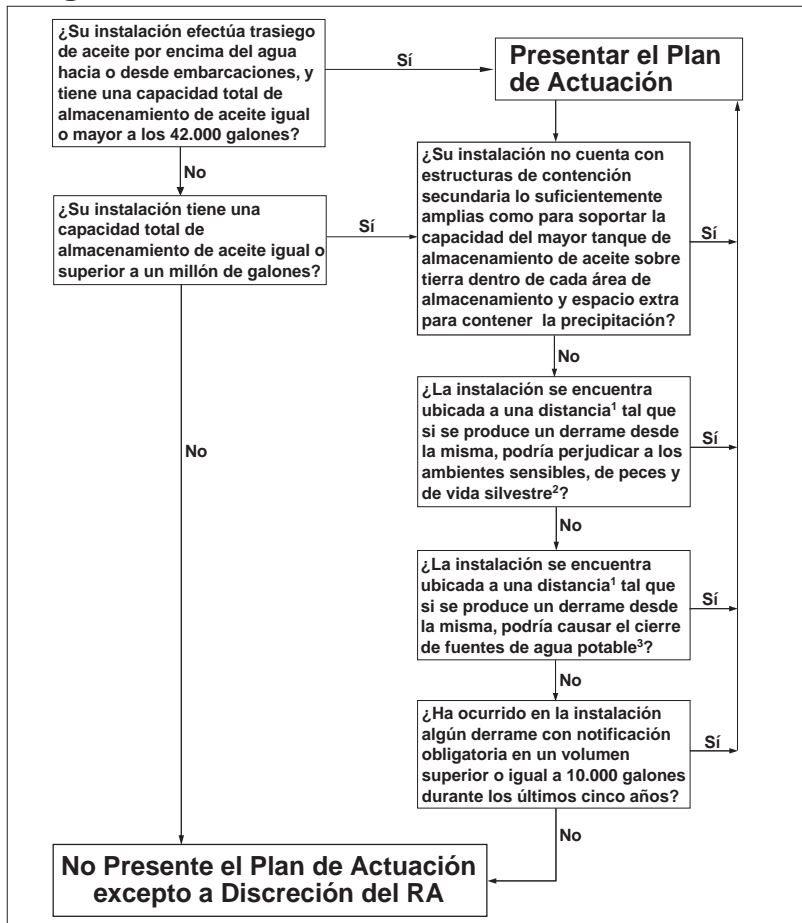 ¿Su instalación efectúa trasiego
de aceite por encima del agua
hacia o desde embarcaciones, y
tiene una capacidad total de
almacenamiento de aceite igual
o mayor a los 42.000 galones?
Sí
Presentar el Plan
de Actuación
No
¿Su instalación tiene una
capacidad total de
almacenamiento de aceite igual o
superior a un millón de galones?
Sí
¿Su instalación no cuenta con
estructuras de contención
secundaria lo suficientemente
amplias como para soportar la
capacidad del mayor tanque de
almacenamiento de aceite sobre
tierra dentro de cada área de
almacenamiento y espacio extra
para contener la precipitación?
Sí
No
¿La instalación se encuentra
ubicada a una distancia¹ tal que
si se produce un derrame desde
la misma, podría perjudicar a los
ambientes sensibles, de peces y
de vida silvestre²?
Sí
No
No
¿La instalación se encuentra
ubicada a una distancia¹ tal que
si se produce un derrame desde
la misma, podría causar el cierre
de fuentes de agua potable³?
Sí
No
¿Ha ocurrido en la instalación
algún derrame con notificación
obligatoria en un volumen
superior o igual a 10.000 galones
durante los últimos cinco años?
Sí
No
No Presente el Plan de Actuación
excepto a Discreción del RA